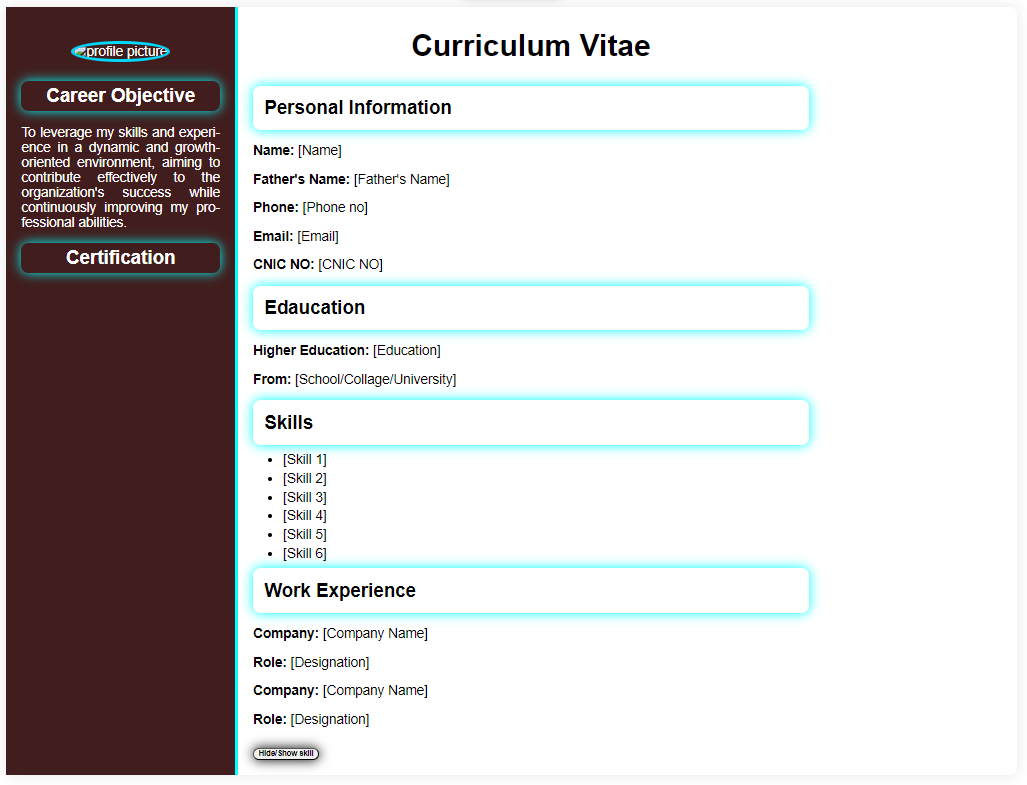 profile picture
Career Objective
To leverage my skills and experi-
ence in a dynamic and growth-
oriented environment, aiming to
contribute effectively to the
organization's success while
continuously improving my pro-
fessional abilities.
Certification
Curriculum Vitae
Personal Information
Name: [Name]
Father's Name: [Father's Name]
Phone: [Phone no]
Email: [Email]
CNIC NO: [CNIC NO]
Edaucation
Higher Education: [Education]
From: [School/Collage/University]
Skills
• [Skill 1]
• [Skill 2]
• [Skill 3]
• [Skill 4]
• [Skill 5]
• [Skill 6]
Work Experience
Company: [Company Name]
Role: [Designation]
Company: [Company Name]
Role: [Designation]
Hide/Show skill